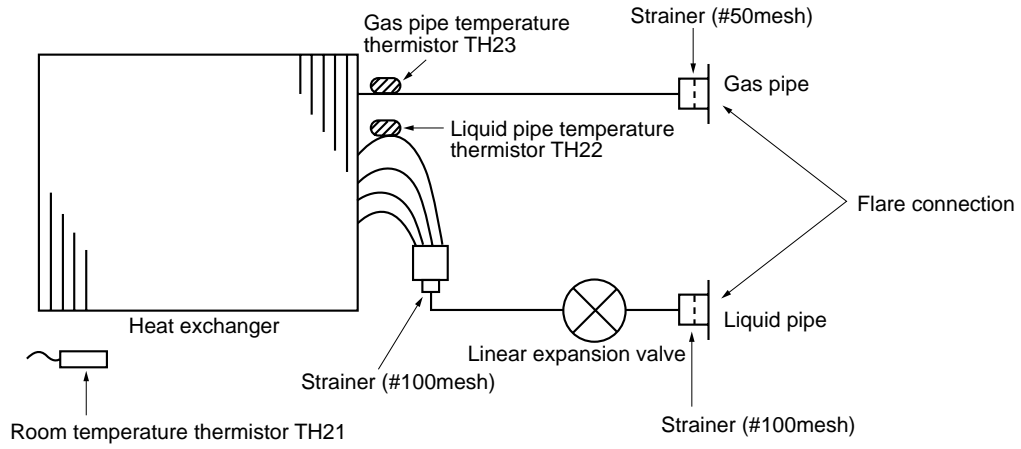 Strainer (#50mesh)
Gas pipe temperature
thermistor TH23
Gas pipe
Liquid pipe temperature
thermistor TH22
Flare connection
Heat exchanger
Liquid pipe
Linear expansion valve
Strainer (#100mesh)
Strainer (#100mesh)
Room temperature thermistor TH21